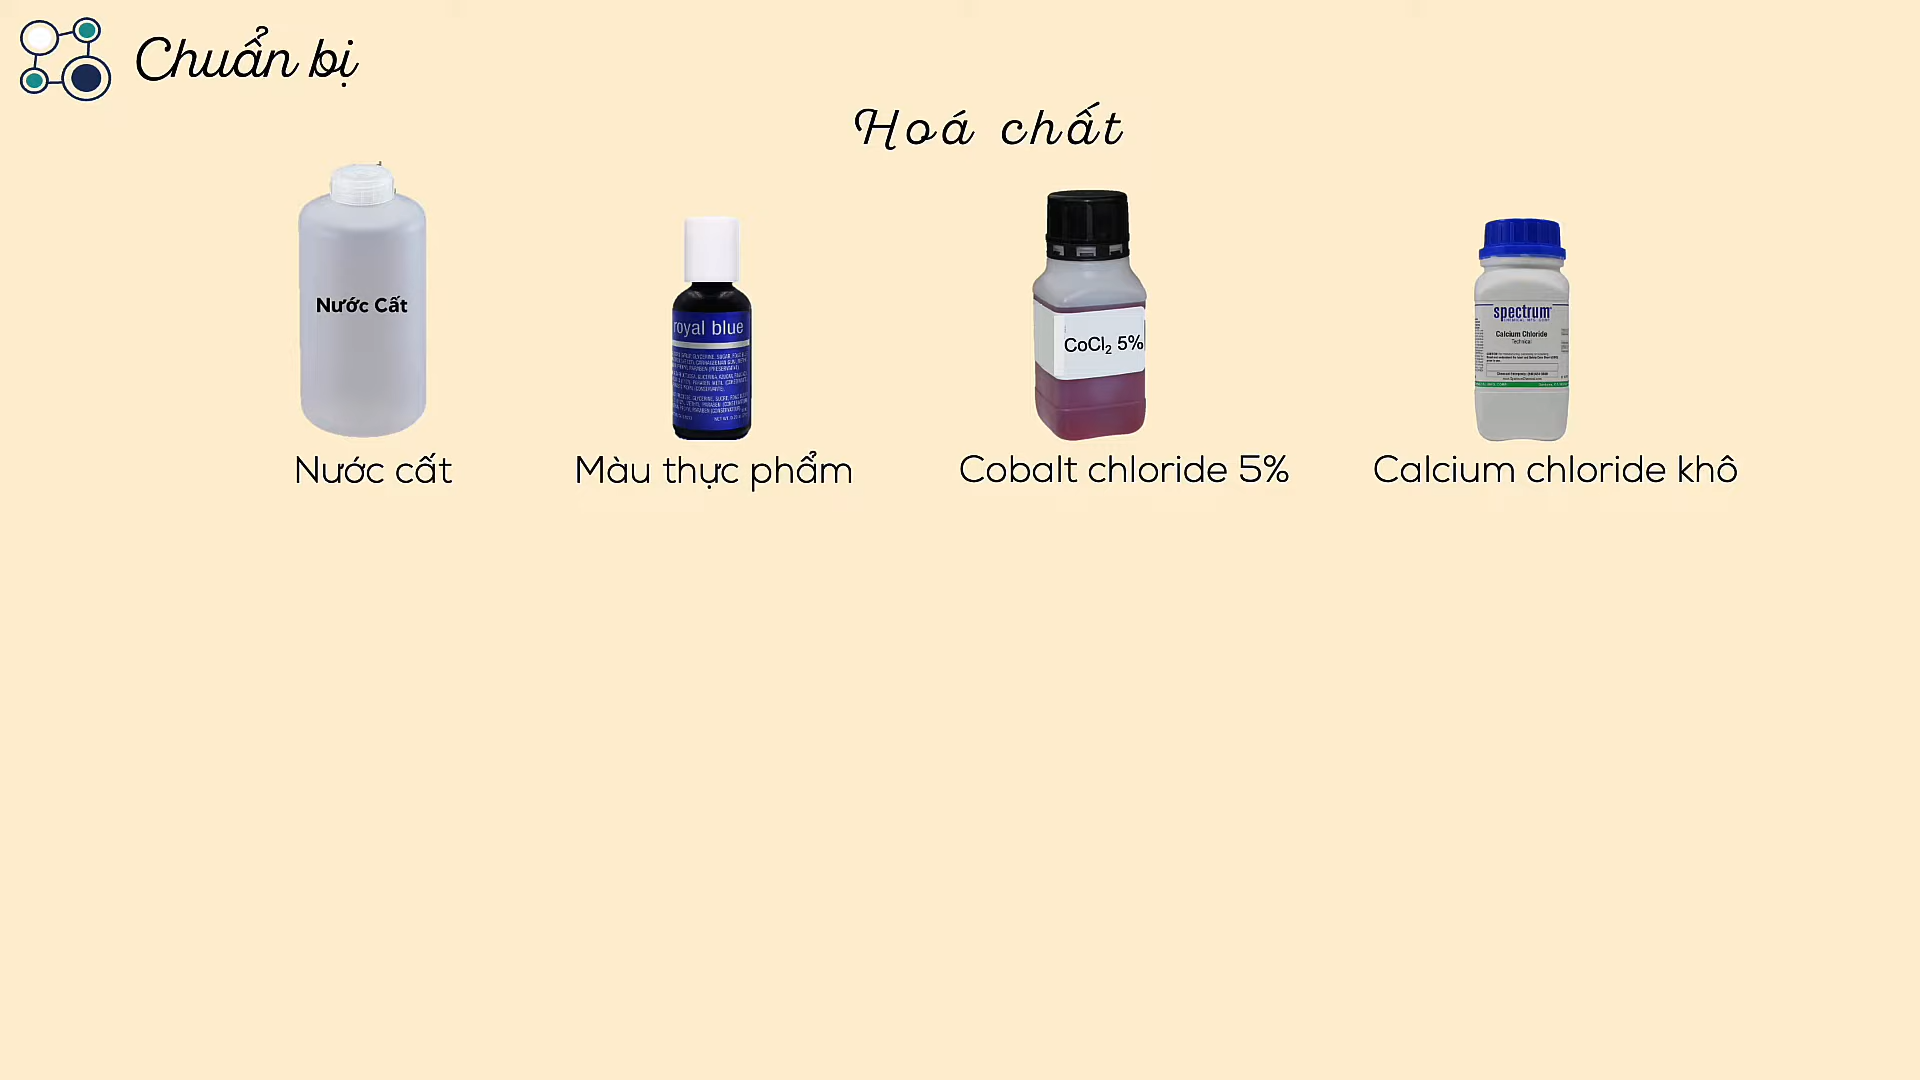 Chuẩn bị
Hoá chất
Nước Cất
royal blue
CoCl₂ 5%
spectrum
Calcium Chloride
Technical
Nước cất
Màu thực phẩm
Cobalt chloride 5%
Calcium chloride khô